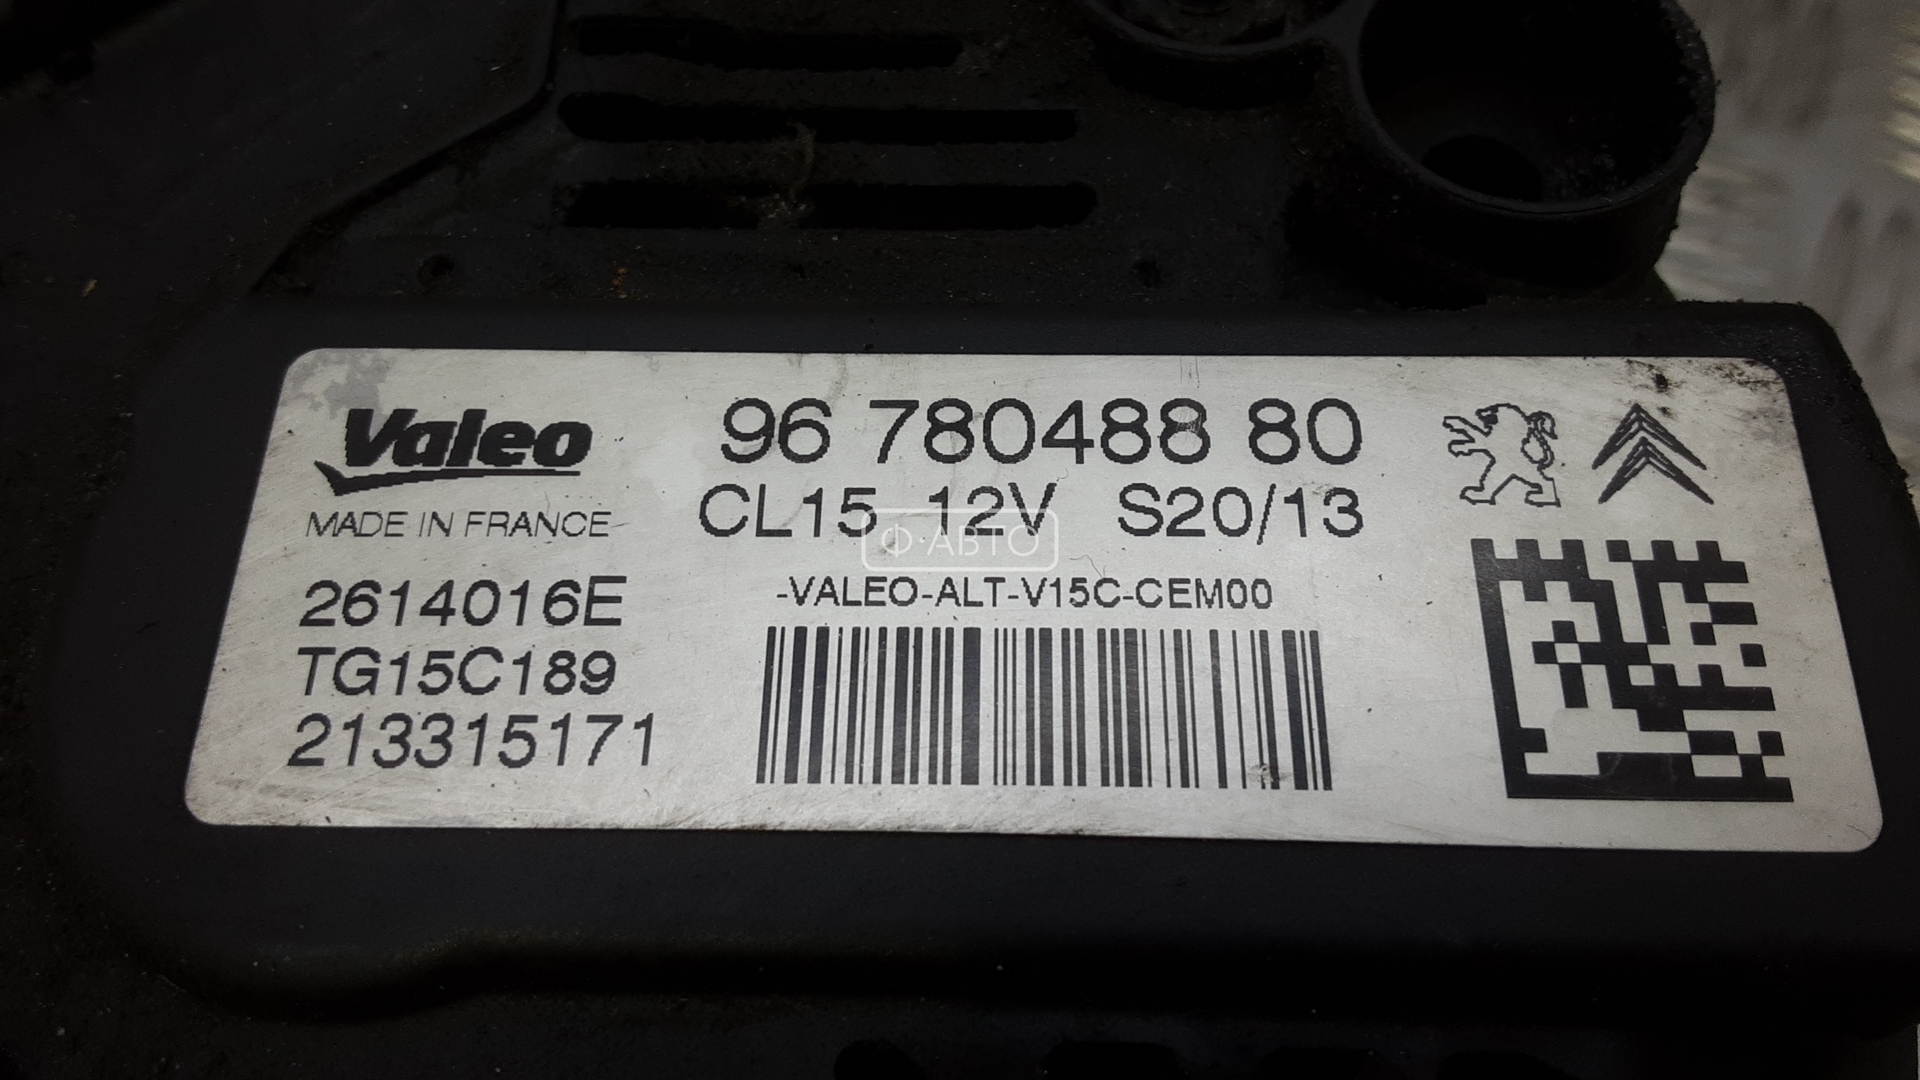 Valeo
MADE IN FRANCE
2614016E
TG15C189
213315171
96 780488 80
CL15 12V S20/13
-VALEO-ALT-V15C-CEM00
Ф·АВТО